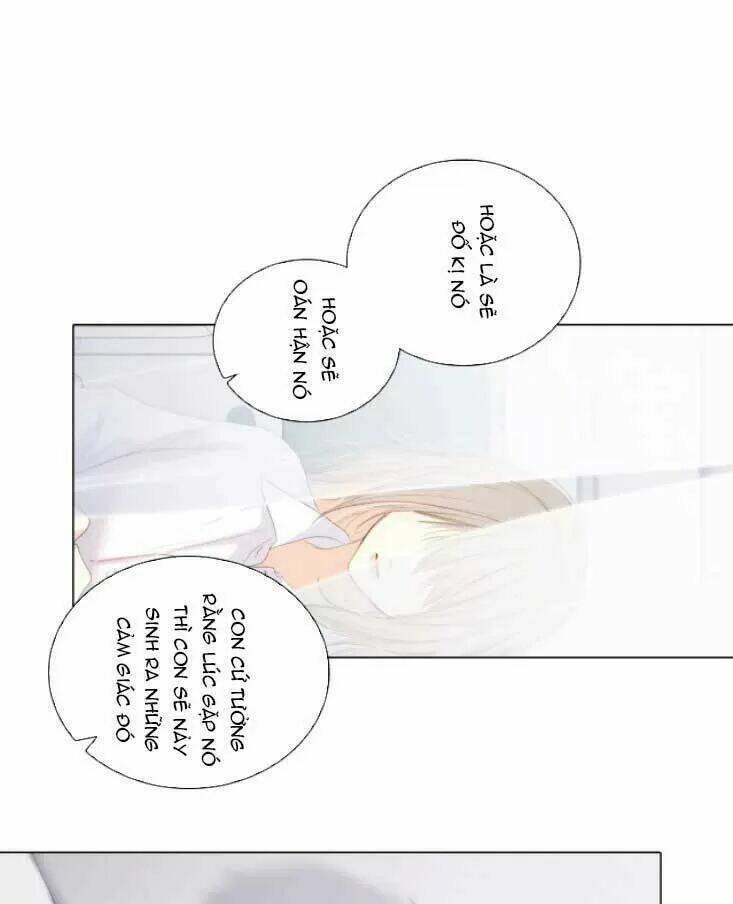 HOẶC LÀ SẼ
ĐỐ KỊ NÓ
HOẶC SẼ
OÁN HẬN NÓ
CON CỨ TƯỞNG
RẰNG LÚC GẶP NÓ
THÌ CON SẼ NẢY
SINH RA NHỮNG
CẢM GIÁC ĐÓ